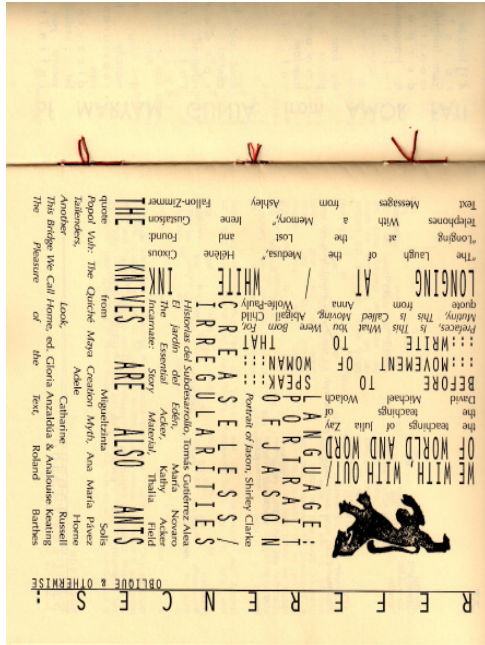 REFERENCES:
OBLIQUE & OTHERWISE
WE WITH, WITH OUT/
OF WORLD AND WORD
the teachings of Julia Zay
the teachings of
David Michael Wolach
BEFORE TO SPEAK
:::MOVEMENT OF WOMAN::::
:::WRITE TO THAT
Prefaces, Is This What You Were Born For,
Mutiny, This Is Called Moving, Abigail Child
quote from Anna Wolfe-Pauly
LONGING AT / WHITE INK
"The Laugh of the Medusa," Hélène Cixous
"Longing at the Lost and Found:
Telephones With a Memory," Irene Gustafson
Text Messages from Ashley Fallon-Zimmer
LANGUAGE:
PORTRAIT
OF JASON
Portrait of Jason, Shirley Clarke
CREASELESS/
IRREGULARITIES
Historias del Subdesarrollo, Tomás Gutiérrez Alea
El jardín del Edén, María Novaro
The Essential Acker, Kathy Acker
Incarnate: Story Material, Thalia Field
THE KNIVES ARE ALSO ANTS
quote from Migueltzinta Solis
Popol Vuh: The Quiché Maya Creation Myth, Ana María Pávez
Tailenders, Adele Horne
Another Look, Catharine Russell
This Bridge We Call Home, ed. Gloria Anzaldúa & Analouise Keating
The Pleasure of the Text, Roland Barthes